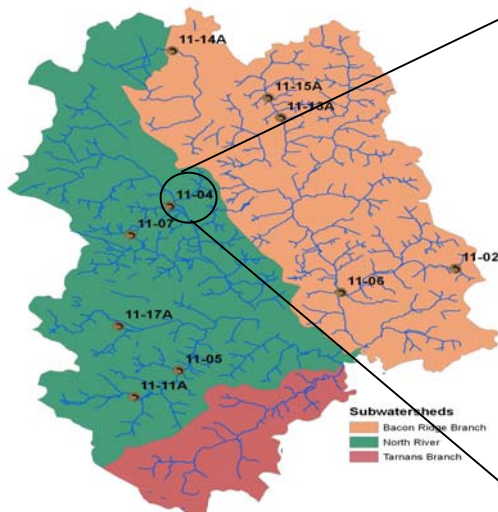 11-14A
11-15A
11-13A
11-04
11-07
11-02
11-06
11-17A
11-05
11-11A
Subwatersheds
Bacon Ridge Branch
North River
Tarnans Branch